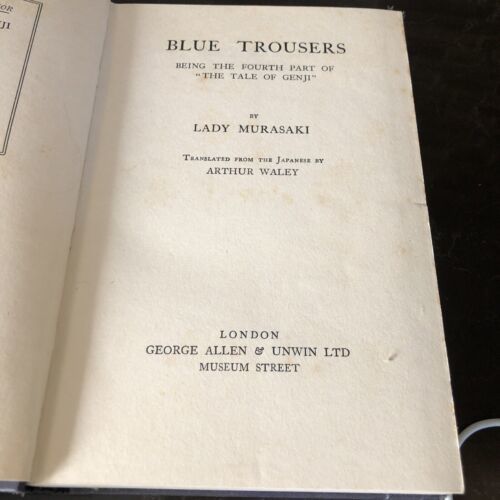 BLUE TROUSERS
BEING THE FOURTH PART OF
"THE TALE OF GENJI"
BY
LADY MURASAKI
TRANSLATED FROM THE JAPANESE BY
ARTHUR WALEY
LONDON
GEORGE ALLEN & UNWIN LTD
MUSEUM STREET